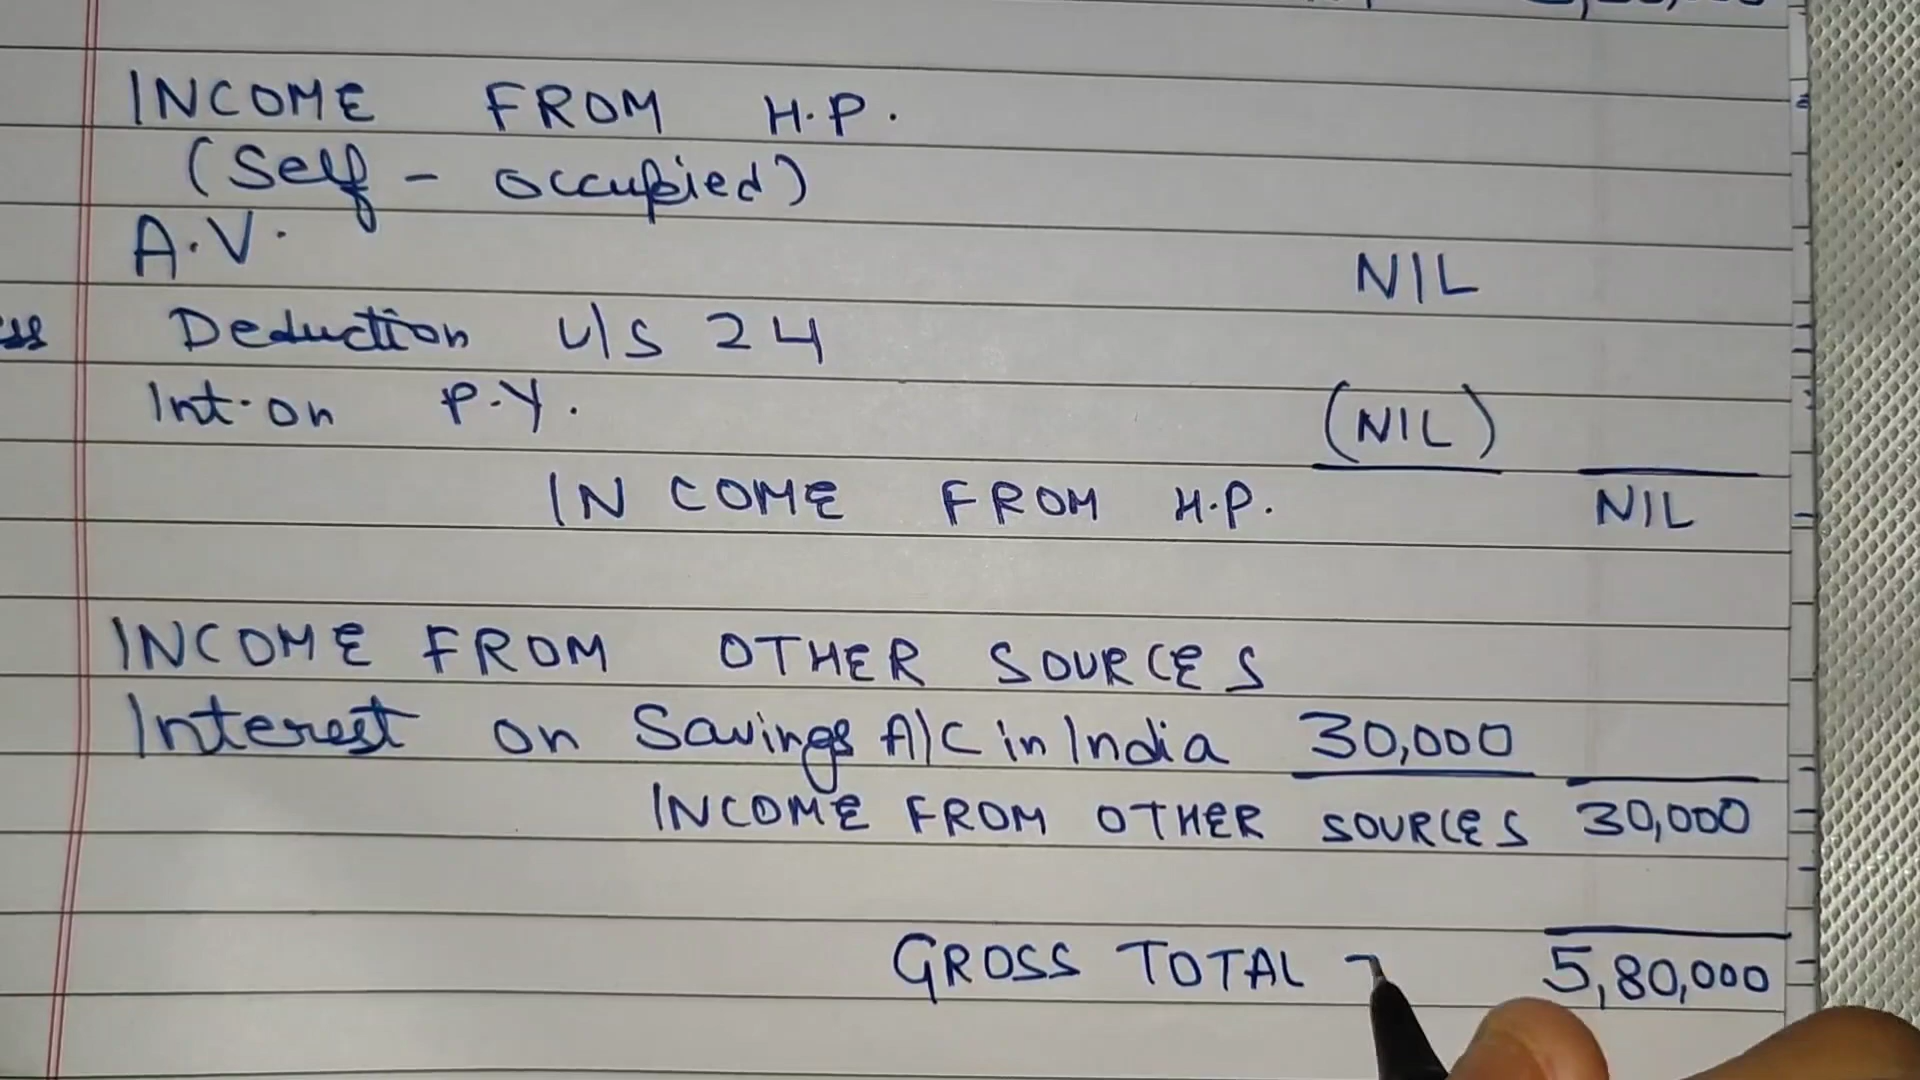 INCOME FROM H.P.
(Self - occupied)
A.V. NIL
Deduction u/s 24
Int. on P.Y. (NIL)
INCOME FROM H.P. NIL
INCOME FROM OTHER SOURCES
Interest on Savings A/C in India 30,000
INCOME FROM OTHER SOURCES 30,000
GROSS TOTAL 5,80,000